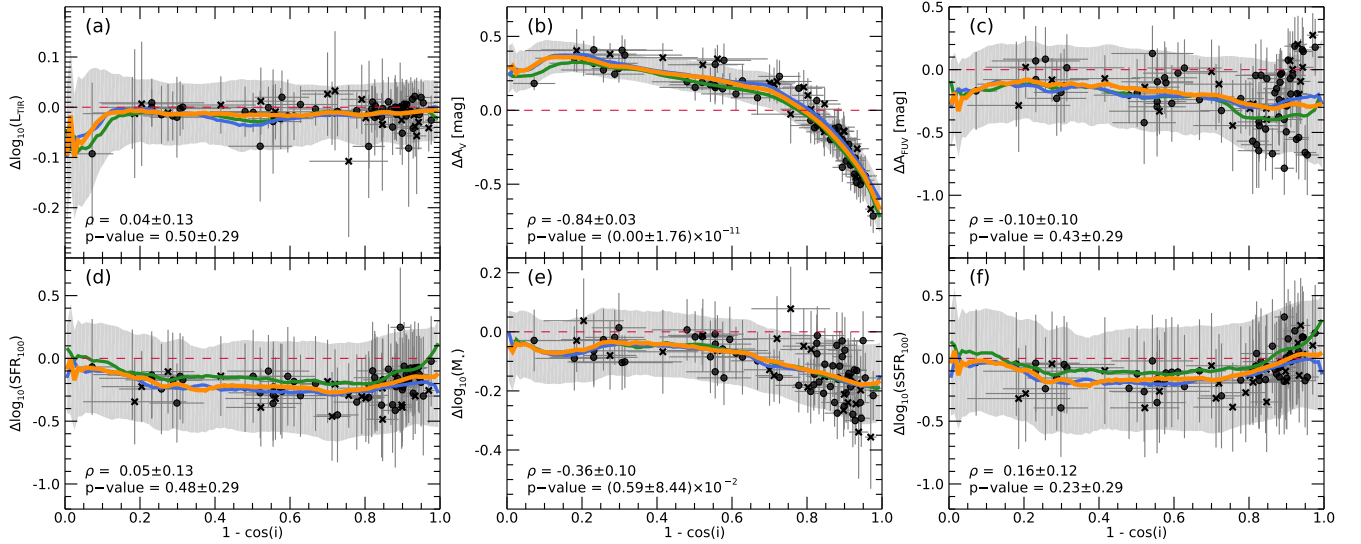 (a)
0.1
0.0
-0.1
-0.2
Δlog₁₀(L_TIR)
ρ = 0.04±0.13
p−value = 0.50±0.29
(b)
0.5
0.0
-0.5
ΔA_V [mag]
ρ = -0.84±0.03
p−value = (0.00±1.76)×10⁻¹¹
(c)
0.5
0.0
-0.5
-1.0
ΔA_FUV [mag]
ρ = -0.10±0.10
p−value = 0.43±0.29
(d)
0.5
0.0
-0.5
-1.0
Δlog₁₀(SFR₁₀₀)
ρ = 0.05±0.13
p−value = 0.48±0.29
0.0 0.2 0.4 0.6 0.8 1.0
1 - cos(i)
(e)
0.2
0.0
-0.2
-0.4
Δlog₁₀(M⋆)
ρ = -0.36±0.10
p−value = (0.59±8.44)×10⁻²
0.0 0.2 0.4 0.6 0.8 1.0
1 - cos(i)
(f)
0.5
0.0
-0.5
-1.0
Δlog₁₀(sSFR₁₀₀)
ρ = 0.16±0.12
p−value = 0.23±0.29
0.0 0.2 0.4 0.6 0.8 1.0
1 - cos(i)